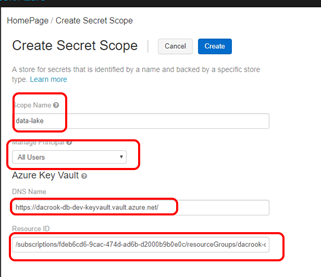 HomePage / Create Secret Scope
Create Secret Scope
Cancel
Create
A store for secrets that is identified by a name and backed by a specific store
type. Learn more
Scope Name
data-lake
Manage Principal
All Users
Azure Key Vault
DNS Name
https://dacrook-db-dev-keyvault.vault.azure.net/
Resource ID
/subscriptions/fdeb6cd6-9cac-474d-ad6b-d2000b9b0e0c/resourceGroups/dacrook-